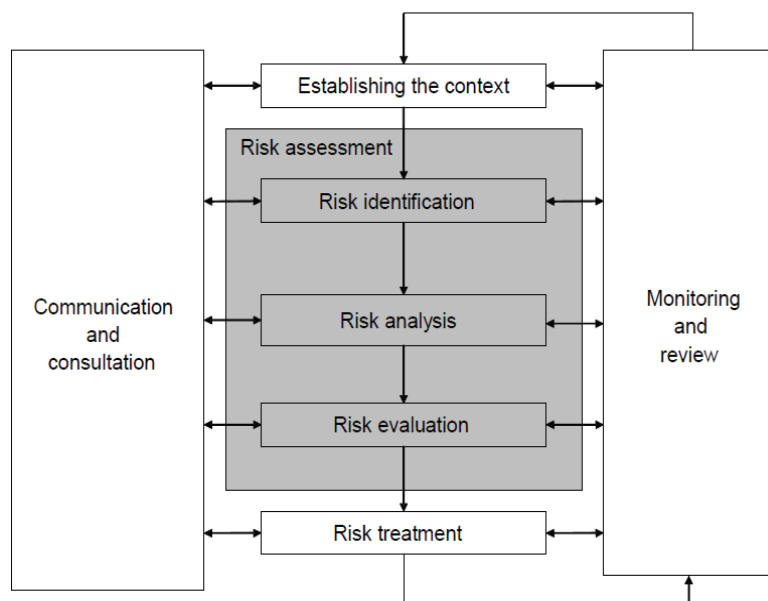 Establishing the context
Risk assessment
Risk identification
Communication
and
consultation
Risk analysis
Monitoring
and
review
Risk evaluation
Risk treatment